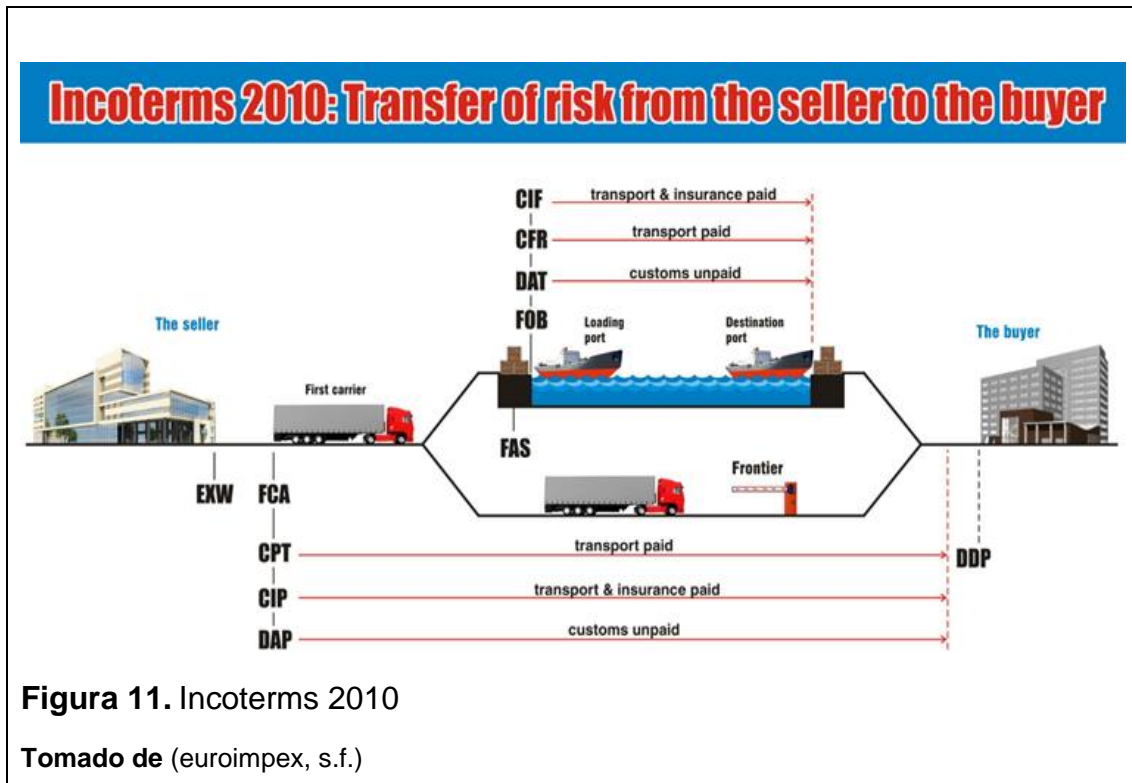 Incoterms 2010: Transfer of risk from the seller to the buyer
CIF transport & insurance paid
CFR transport paid
DAT customs unpaid
FOB
The seller
Loading
port
Destination
port
The buyer
First carrier
FAS
EXW
FCA
Frontier
CPT transport paid
DDP
CIP transport & insurance paid
DAP customs unpaid
Figura 11. Incoterms 2010
Tomado de (euroimpex, s.f.)